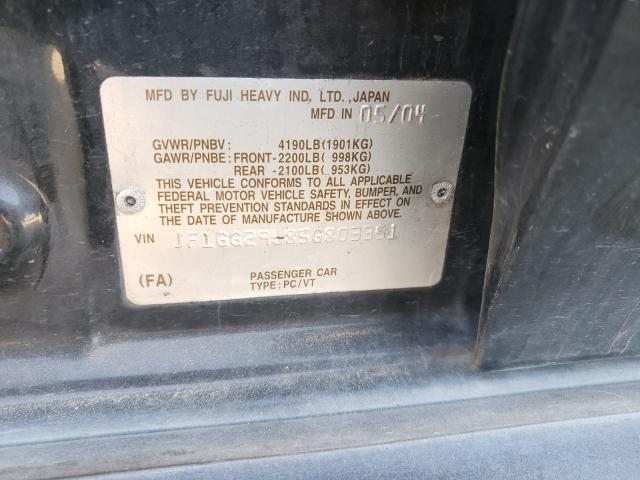 MFD BY FUJI HEAVY IND, LTD.,JAPAN
MFD IN 05/04
GVWR/PNBV: 4190LB(1901KG)
GAWR/PNBE: FRONT-2200LB( 998KG)
REAR -2100LB( 953KG)
THIS VEHICLE CONFORMS TO ALL APPLICABLE
FEDERAL MOTOR VEHICLE SAFETY, BUMPER, AND
THEFT PREVENTION STANDARDS IN EFFECT ON
THE DATE OF MANUFACTURE SHOWN ABOVE.
VIN
PASSENGER CAR
(FA) TYPE: PC/VT